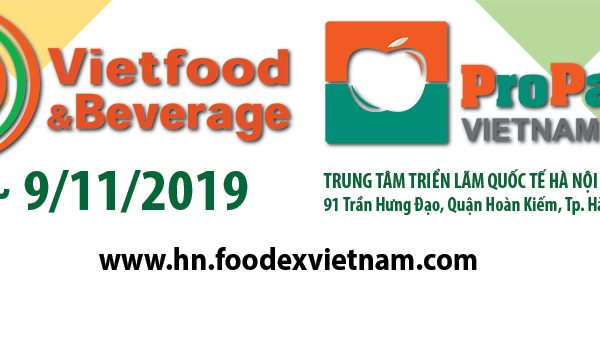 Vietfood
&Beverage
ProPa
VIETNAM
~ 9/11/2019
TRUNG TÂM TRIỂN LÃM QUỐC TẾ HÀ NỘI
91 Trần Hưng Đạo, Quận Hoàn Kiếm, Tp. Hà
www.hn.foodexvietnam.com